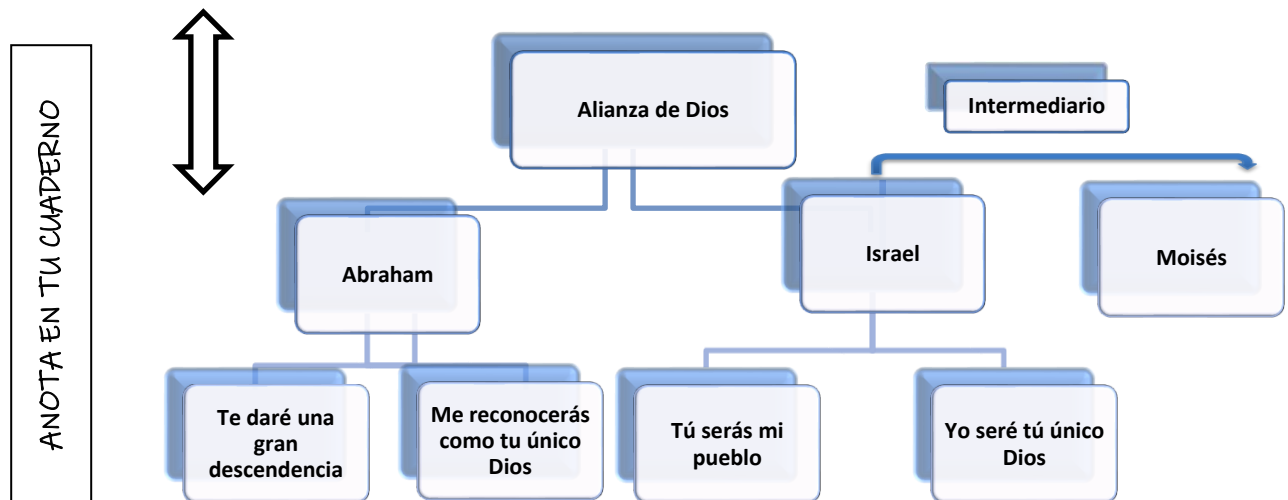 ANOTA EN TU CUADERNO
Alianza de Dios
Intermediario
Abraham
Israel
Moisés
Te daré una
gran
descendencia
Me reconocerás
como tu único
Dios
Tú serás mi
pueblo
Yo seré tú único
Dios